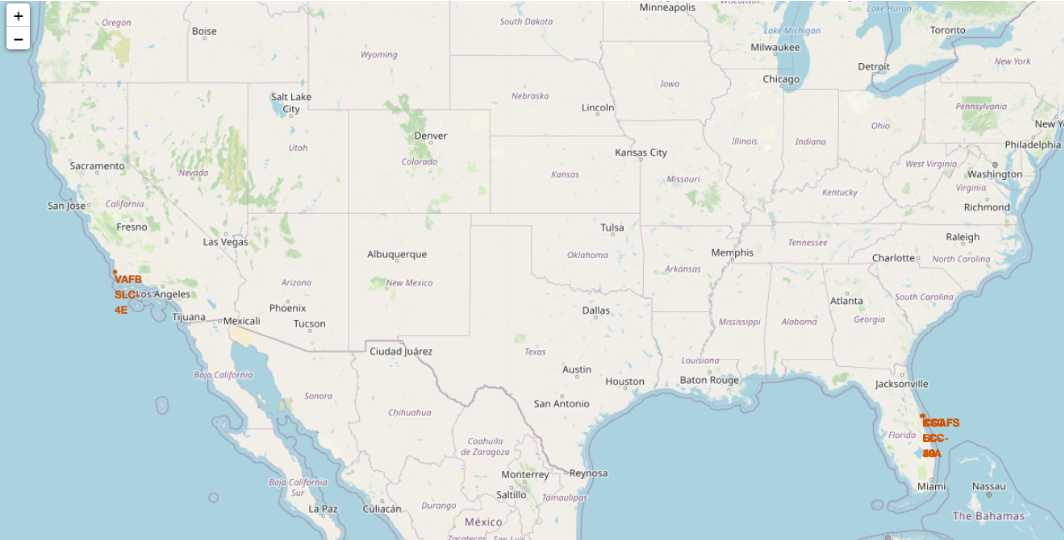 +
−
Minneapolis
Wisconsin
Lake Huron
Oregon
South Dakota
Boise
Lake Michigan
Toronto
Milwaukee
Wyoming
New York
Detroit
Chicago
Iowa
Salt Lake
City
Nebraska
Lincoln
Pennsylvania
Ohio
New Y
Denver
Illinois
Indiana
Philadelphia
Utah
Kansas City
Colorado
Sacramento
West Virginia
Nevada
Kansas
Washington
Missouri
Virginia
Kentucky
San Jose
California
Richmond
Fresno
Tulsa
Las Vegas
Raleigh
Tennessee
Albuquerque
Oklahoma
Memphis
Charlotte
North Carolina
Arkansas
VAFB
SLC-
4E
Arizona
New Mexico
Los Angeles
South Carolina
Atlanta
Phoenix
Dallas
Tijuana
Mexicali
Tucson
Mississippi
Alabama
Georgia
Ciudad Juárez
Texas
Louisiana
Austin
Baja California
Houston
Baton Rouge
Jacksonville
Sonora
San Antonio
Chihuahua
Florida
Coahuila
de Zaragoza
Monterrey
Reynosa
Baja California
Sur
Miami
Nassau
Saltillo
Tamaulipas
La Paz
Culiacán
Durango
The Bahamas
México
Zacatecas
San Luis